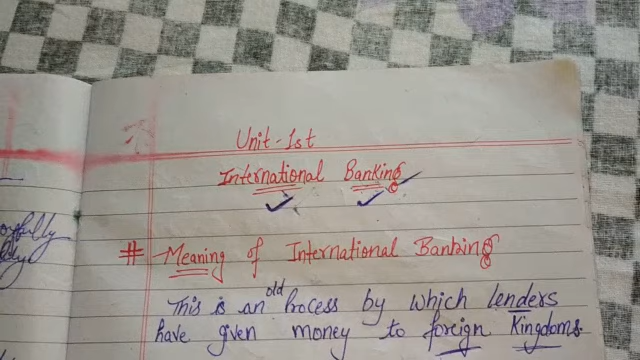 Unit-1st
International Banking
# Meaning of International Banking
This is an old Process by which lenders
have given money to foreign Kingdoms.